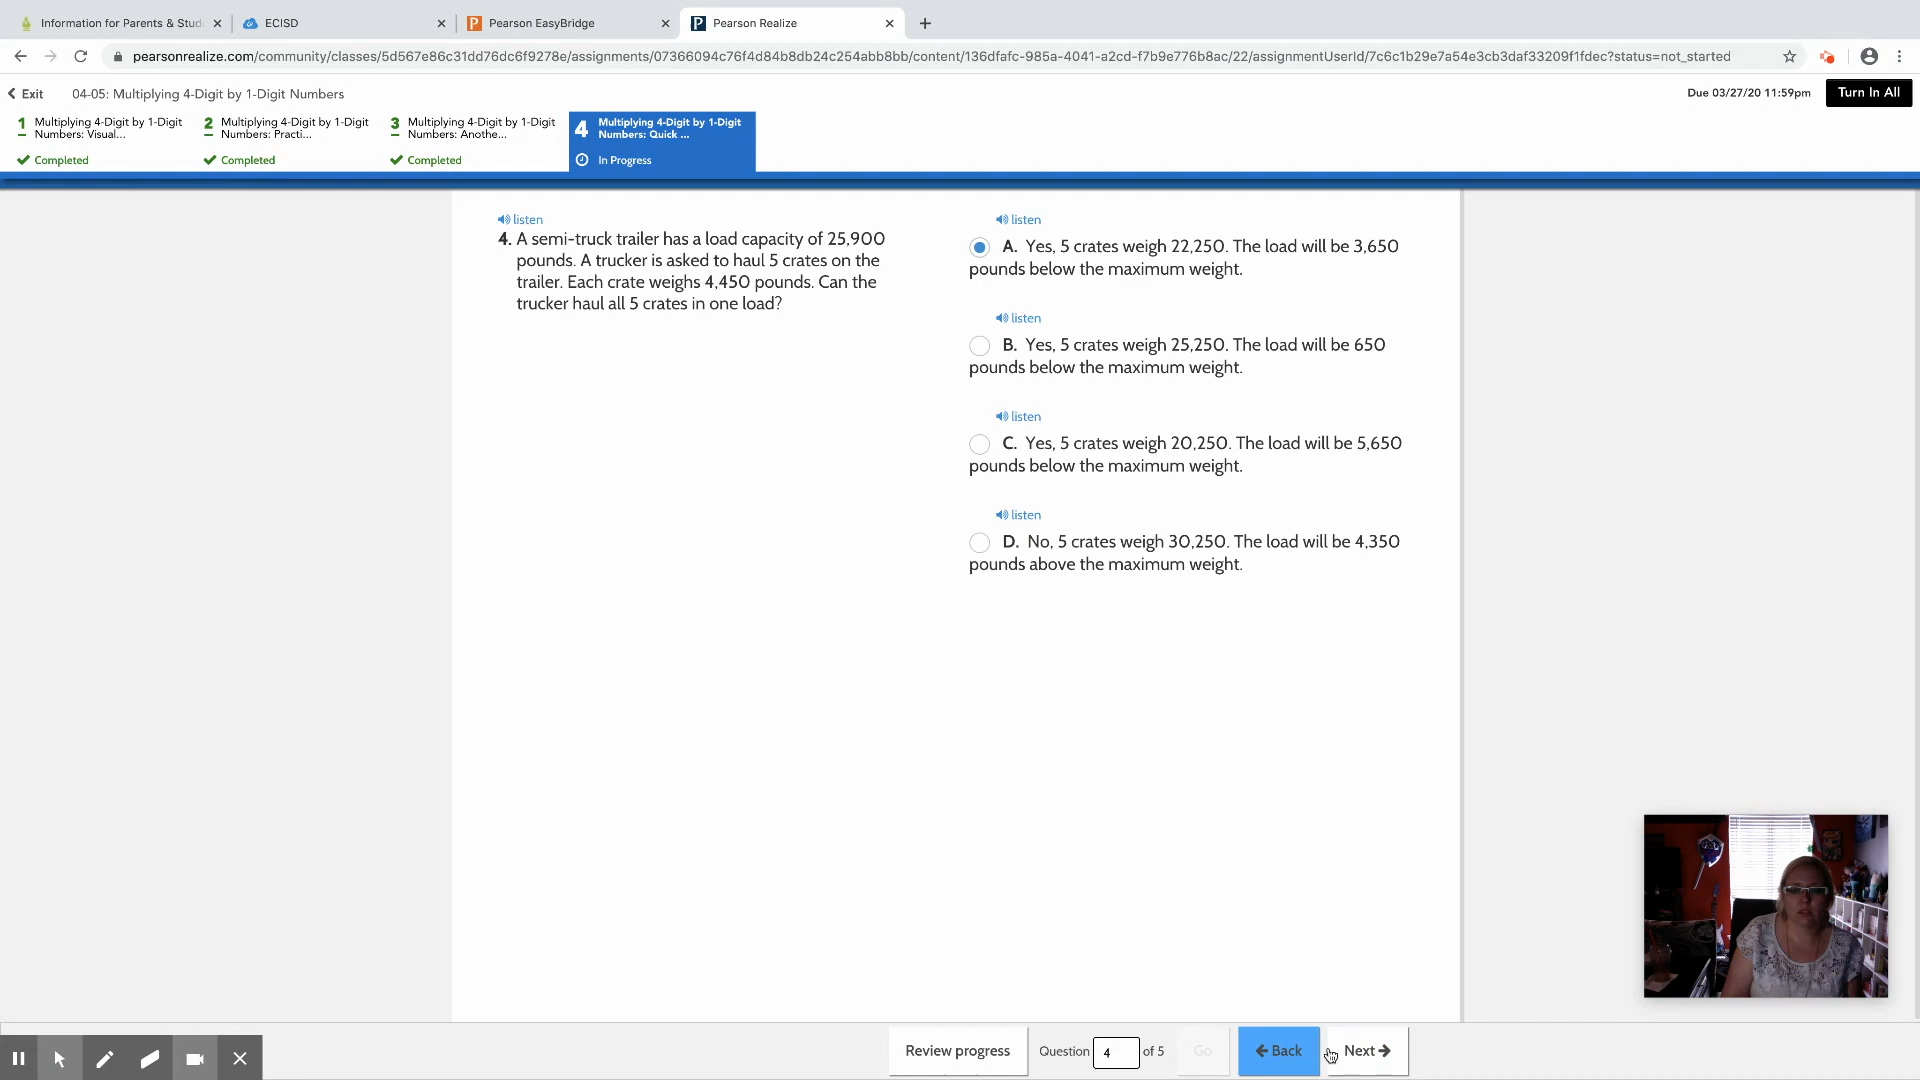 Information for Parents & Stud
ECISD
Pearson EasyBridge
Pearson Realize
pearsonrealize.com/community/classes/5d567e86c31dd76dc6f9278e/assignments/07366094c76f4d84b8db24c254abb8bb/content/136dfafc-985a-4041-a2cd-f7b9e776b8ac/22/assignmentUserId/7c6c1b29e7a54e3cb3daf33209f1fdec?status=not_started
Exit
04-05: Multiplying 4-Digit by 1-Digit Numbers
Due 03/27/20 11:59pm
Turn In All
1 Multiplying 4-Digit by 1-Digit
Numbers: Visual...
Completed
2 Multiplying 4-Digit by 1-Digit
Numbers: Practi...
Completed
3 Multiplying 4-Digit by 1-Digit
Numbers: Anothe...
Completed
4 Multiplying 4-Digit by 1-Digit
Numbers: Quick ...
In Progress
listen
4. A semi-truck trailer has a load capacity of 25,900
pounds. A trucker is asked to haul 5 crates on the
trailer. Each crate weighs 4,450 pounds. Can the
trucker haul all 5 crates in one load?
listen
A. Yes, 5 crates weigh 22,250. The load will be 3,650
pounds below the maximum weight.
listen
B. Yes, 5 crates weigh 25,250. The load will be 650
pounds below the maximum weight.
listen
C. Yes, 5 crates weigh 20,250. The load will be 5,650
pounds below the maximum weight.
listen
D. No, 5 crates weigh 30,250. The load will be 4,350
pounds above the maximum weight.
Review progress
Question 4 of 5
Go
Back
Next